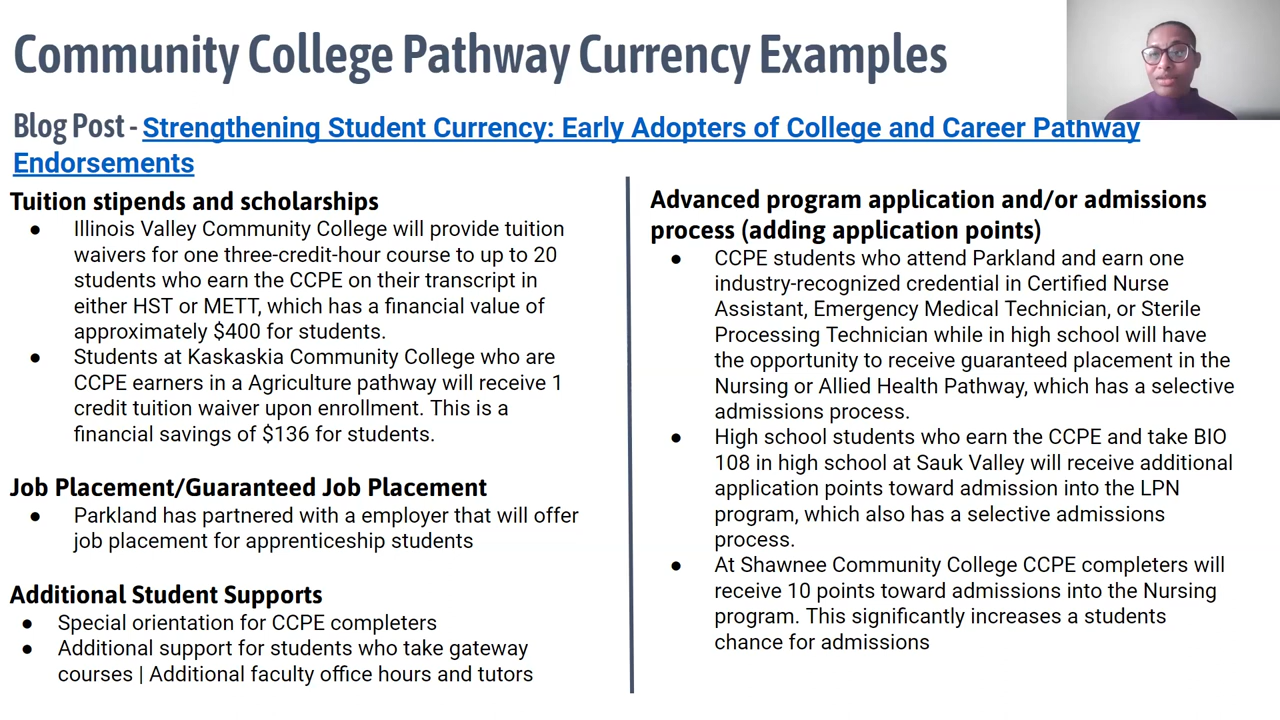 Community College Pathway Currency Examples
Blog Post - Strengthening Student Currency: Early Adopters of College and Career Pathway
Endorsements
Tuition stipends and scholarships
● Illinois Valley Community College will provide tuition
waivers for one three-credit-hour course to up to 20
students who earn the CCPE on their transcript in
either HST or METT, which has a financial value of
approximately $400 for students.
● Students at Kaskaskia Community College who are
CCPE earners in a Agriculture pathway will receive 1
credit tuition waiver upon enrollment. This is a
financial savings of $136 for students.
Job Placement/Guaranteed Job Placement
● Parkland has partnered with a employer that will offer
job placement for apprenticeship students
Additional Student Supports
● Special orientation for CCPE completers
● Additional support for students who take gateway
courses | Additional faculty office hours and tutors
Advanced program application and/or admissions
process (adding application points)
● CCPE students who attend Parkland and earn one
industry-recognized credential in Certified Nurse
Assistant, Emergency Medical Technician, or Sterile
Processing Technician while in high school will have
the opportunity to receive guaranteed placement in the
Nursing or Allied Health Pathway, which has a selective
admissions process.
● High school students who earn the CCPE and take BIO
108 in high school at Sauk Valley will receive additional
application points toward admission into the LPN
program, which also has a selective admissions
process.
● At Shawnee Community College CCPE completers will
receive 10 points toward admissions into the Nursing
program. This significantly increases a students
chance for admissions